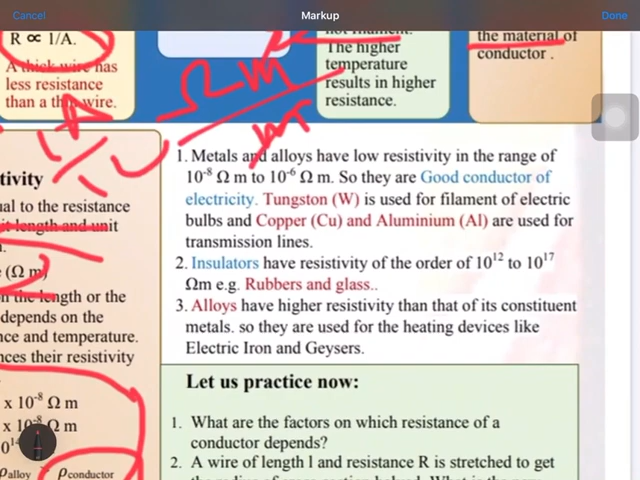 Cancel
Markup
Done
R ∝ 1/A.
A thick wire has
less resistance
than a thin wire.
hot filament.
The higher
temperature
results in higher
resistance.
the material of
conductor .
Ω m
tivity
ual to the resistance
it length and unit
(Ω m)
n the length or the
depends on the
nce and temperature.
nces their resistivity
x 10⁻⁸ Ω m
x 10⁻⁸ Ω m
ρalloy
ρconductor
1. Metals and alloys have low resistivity in the range of
10⁻⁸ Ω m to 10⁻⁶ Ω m. So they are Good conductor of
electricity. Tungston (W) is used for filament of electric
bulbs and Copper (Cu) and Aluminium (Al) are used for
transmission lines.
2. Insulators have resistivity of the order of 10¹² to 10¹⁷
Ωm e.g. Rubbers and glass..
3. Alloys have higher resistivity than that of its constituent
metals. so they are used for the heating devices like
Electric Iron and Geysers.
Let us practice now:
1. What are the factors on which resistance of a
conductor depends?
2. A wire of length l and resistance R is stretched to get